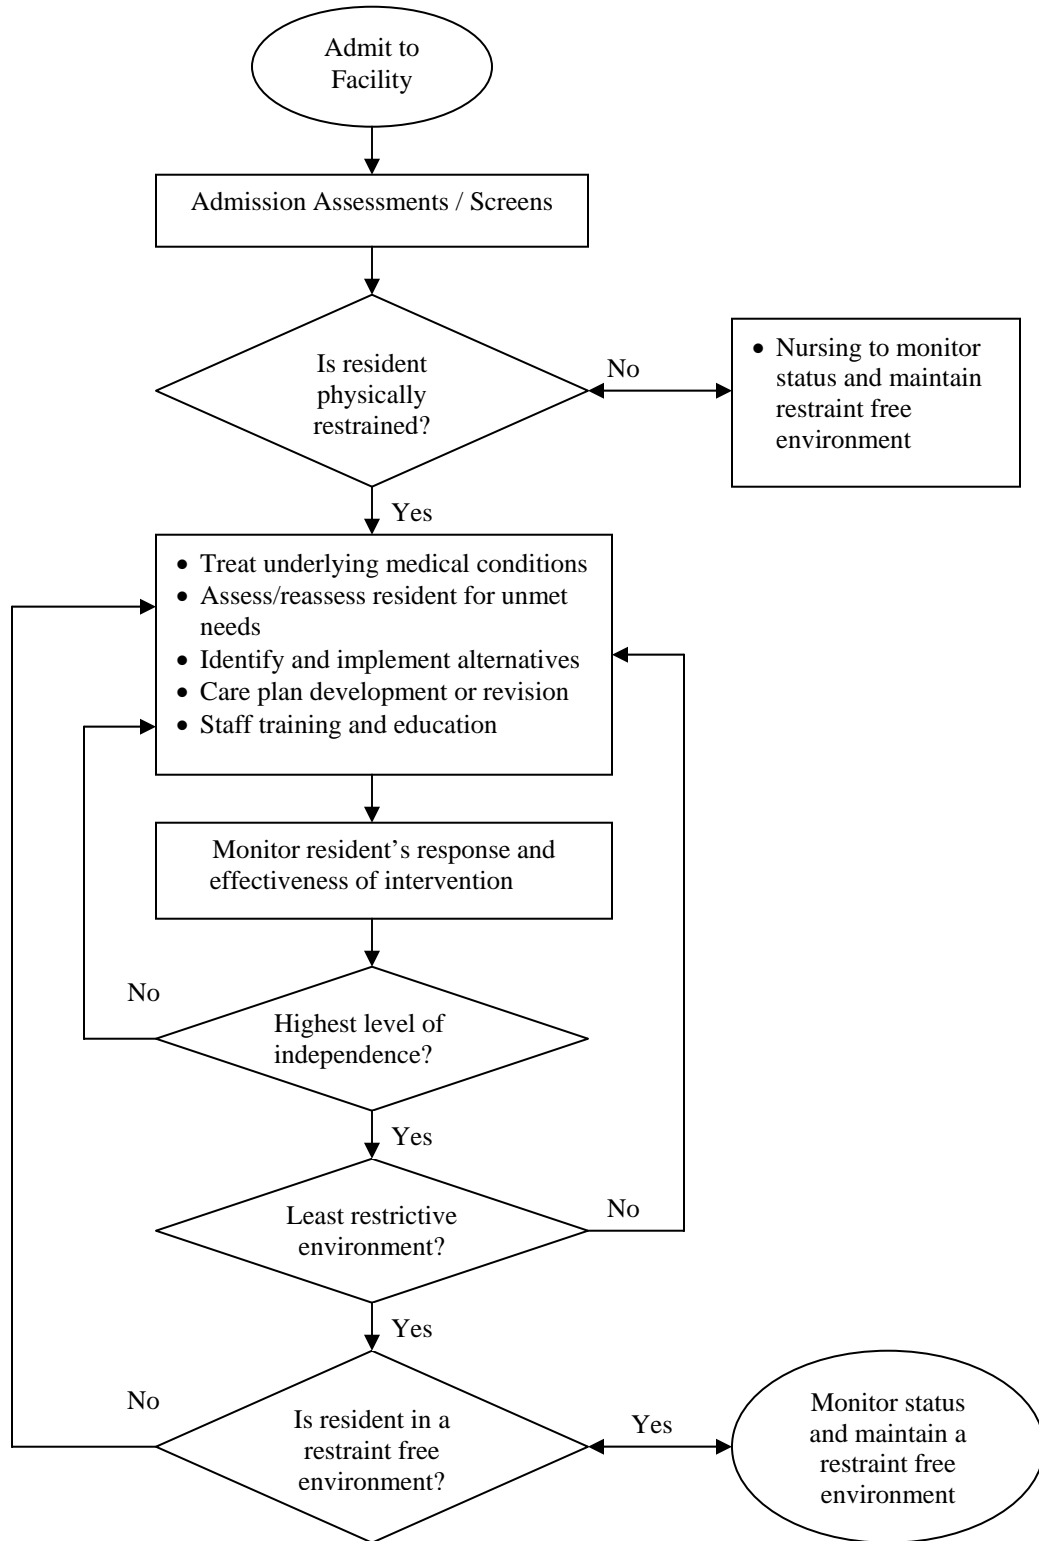 Admit to
Facility
Admission Assessments / Screens
Is resident
physically
restrained?
No
• Nursing to monitor
status and maintain
restraint free
environment
Yes
• Treat underlying medical conditions
• Assess/reassess resident for unmet
needs
• Identify and implement alternatives
• Care plan development or revision
• Staff training and education
Monitor resident’s response and
effectiveness of intervention
No
Highest level of
independence?
Yes
Least restrictive
environment?
No
Yes
No
Is resident in a
restraint free
environment?
Yes
Monitor status
and maintain a
restraint free
environment